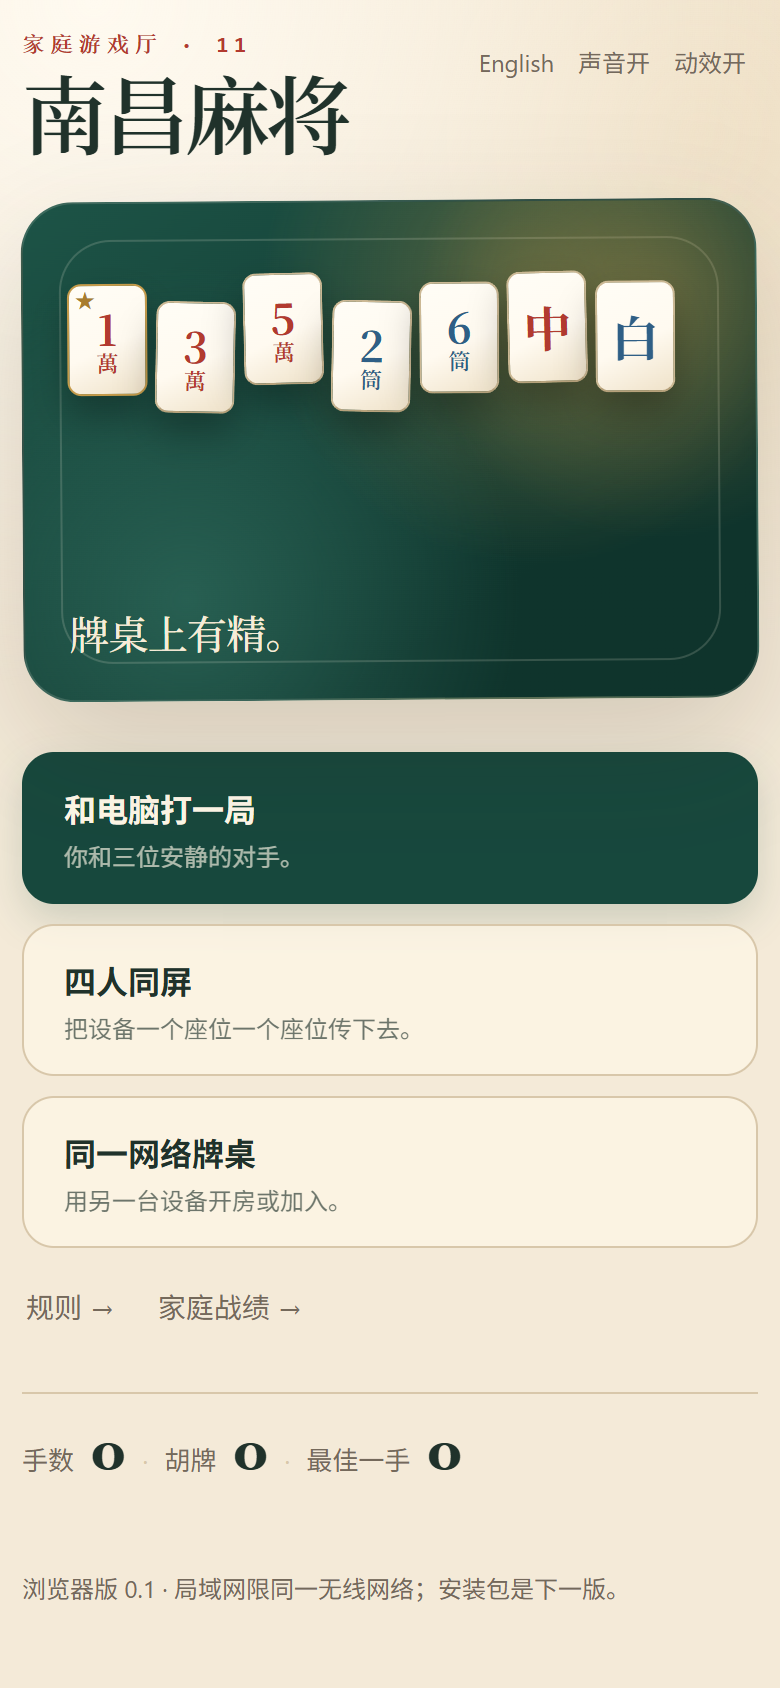 家庭游戏厅 · 11
English 声音开 动效开
南昌麻将
★
1 萬
3 萬
5 萬
2 筒
6 筒
中
白
牌桌上有精。
和电脑打一局
你和三位安静的对手。
四人同屏
把设备一个座位一个座位传下去。
同一网络牌桌
用另一台设备开房或加入。
规则 → 家庭战绩 →
手数 0 · 胡牌 0 · 最佳一手 0
浏览器版 0.1 · 局域网限同一无线网络；安装包是下一版。